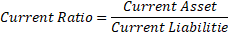 Current Ratio = Current Asset / Current Liabilitie